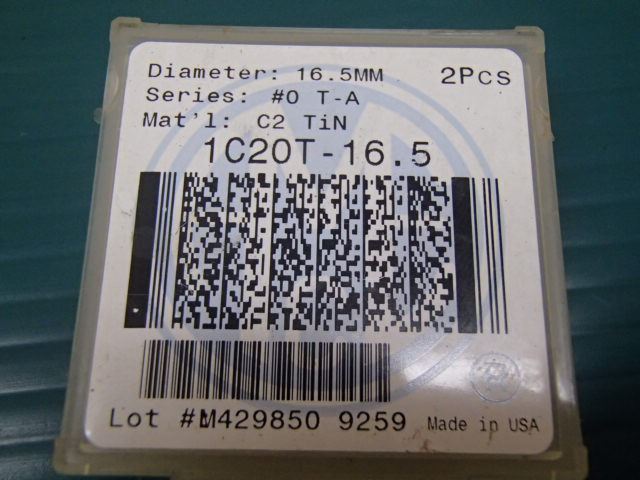 Diameter: 16.5MM 2Pcs
Series: #0 T-A
Mat'l: C2 TiN
1C20T-16.5
Lot #M429850 9259 Made in USA